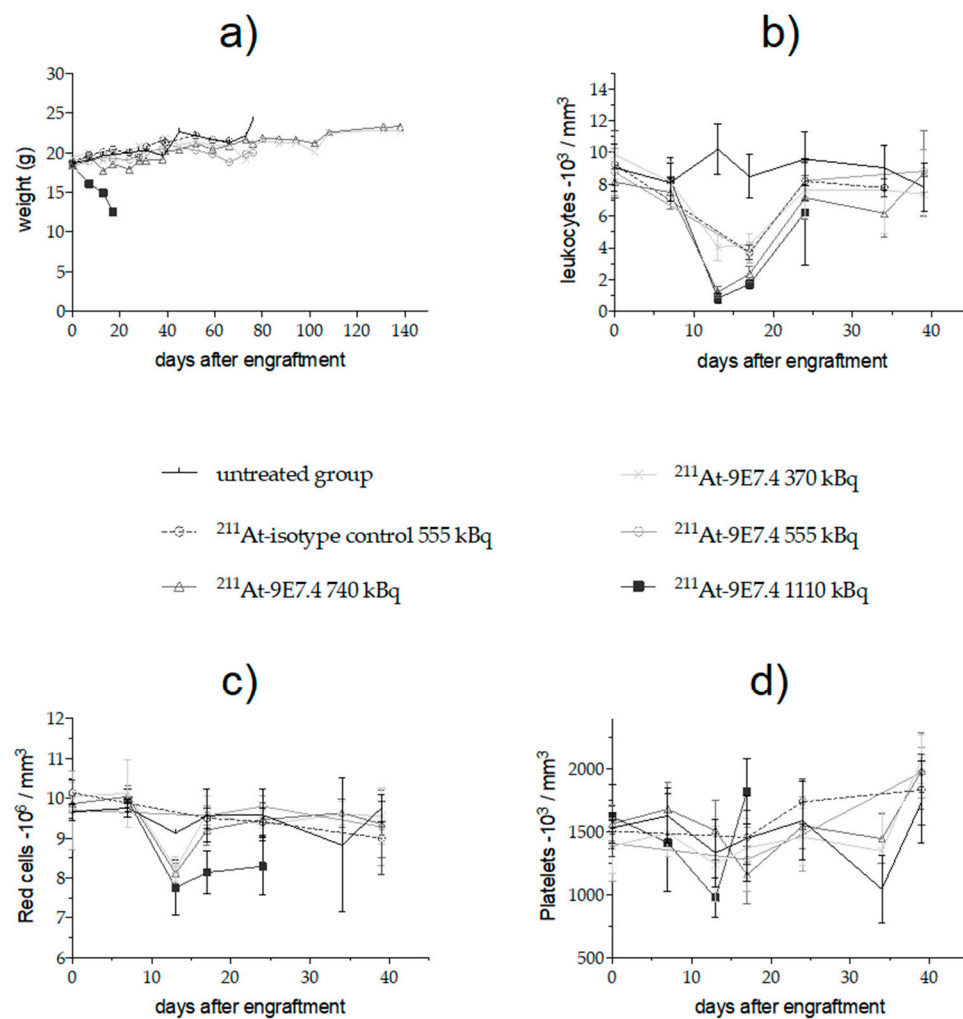 a)
weight (g)
30
25
20
15
10
5
0
0 20 40 60 80 100 120 140
days after engraftment
b)
leukocytes -10³ / mm³
14
12
10
8
6
4
2
0
0 10 20 30 40
days after engraftment
untreated group
²¹¹At-isotype control 555 kBq
²¹¹At-9E7.4 740 kBq
²¹¹At-9E7.4 370 kBq
²¹¹At-9E7.4 555 kBq
²¹¹At-9E7.4 1110 kBq
c)
Red cells -10⁶ / mm³
12
11
10
9
8
7
6
0 10 20 30 40
days after engraftment
d)
Platelets -10³ / mm³
2000
1500
1000
500
0 10 20 30 40
days after engraftment